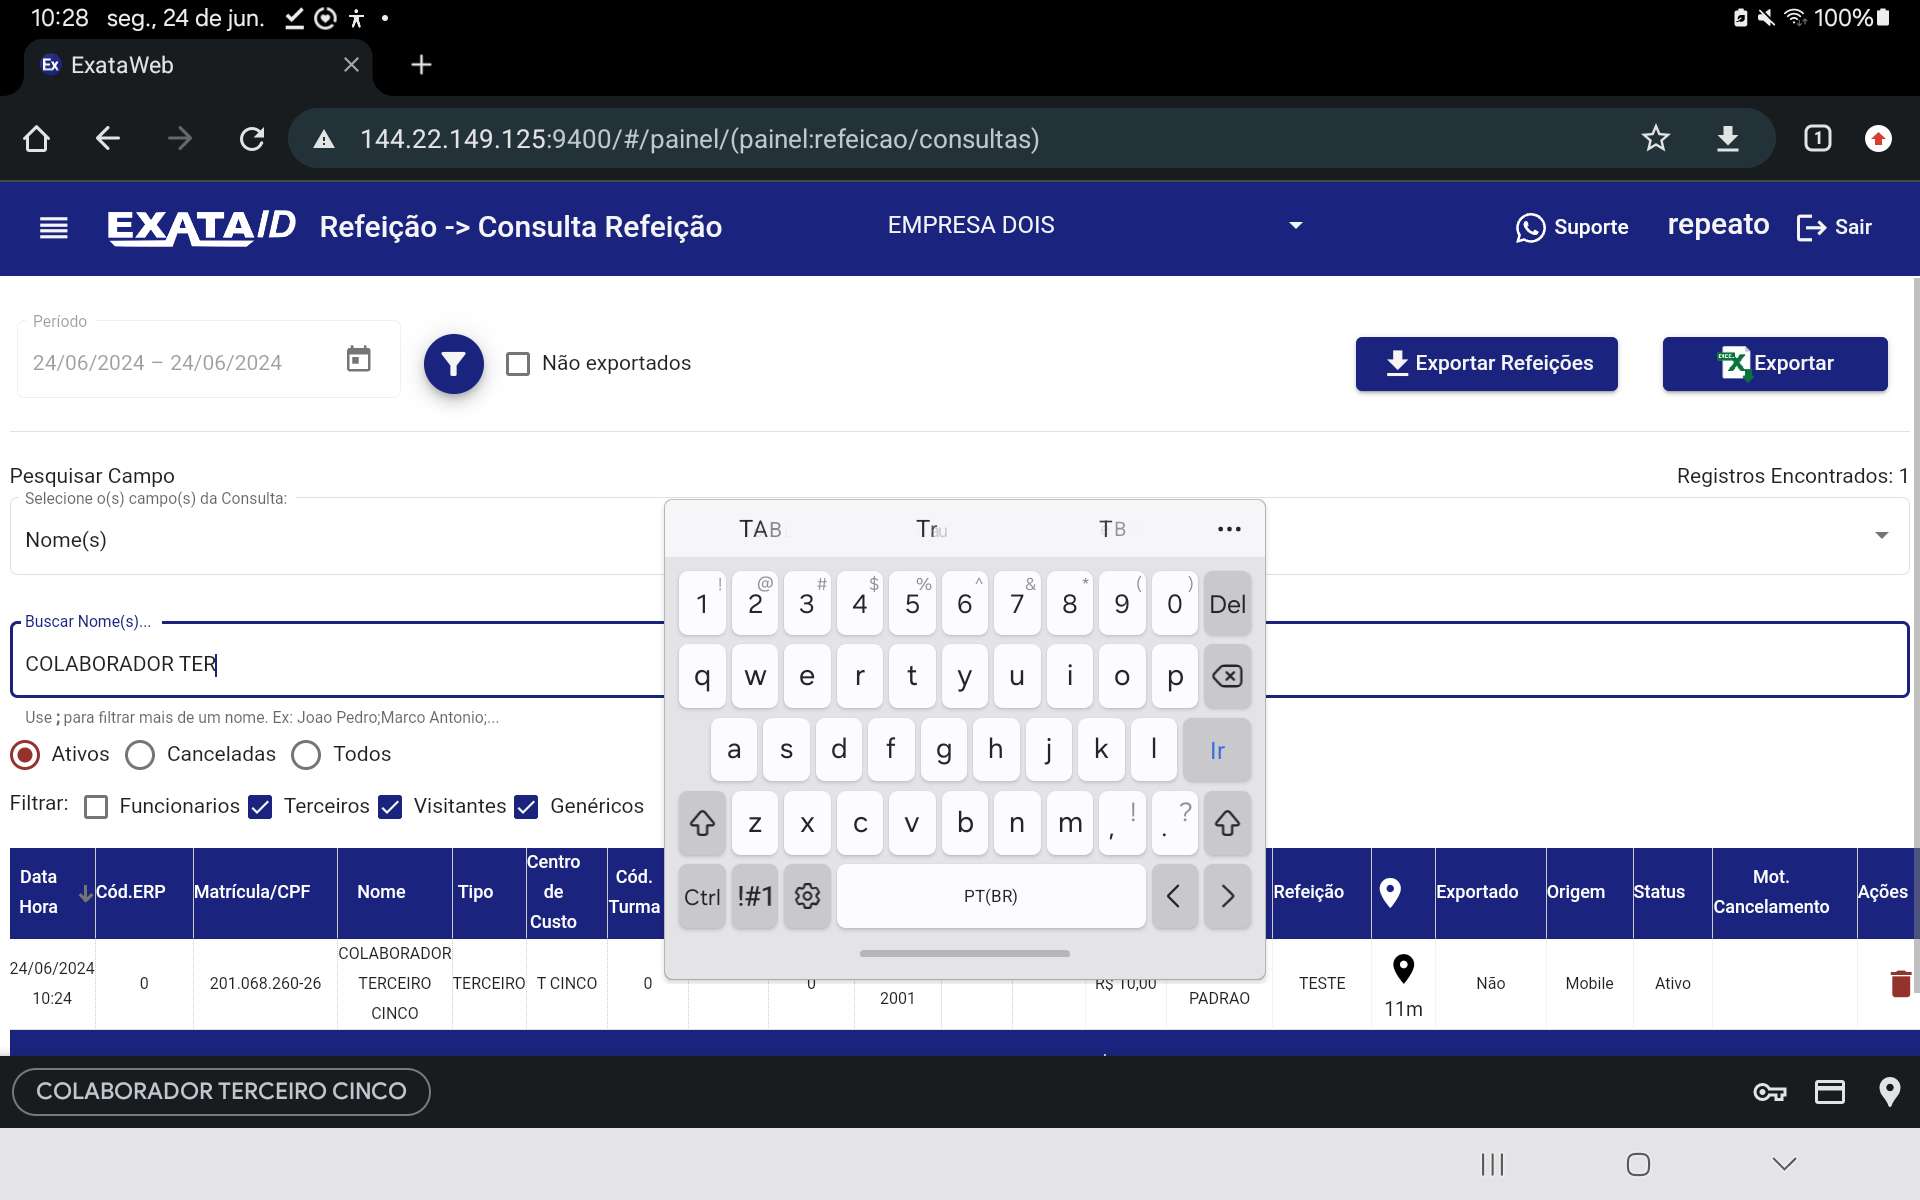 10:28 seg., 24 de jun. 100%
Ex ExataWeb
144.22.149.125:9400/#/painel/(painel:refeicao/consultas) 1
EXATA/ID Refeição -> Consulta Refeição EMPRESA DOIS Suporte repeato Sair
Período
24/06/2024 – 24/06/2024
Não exportados
Exportar Refeições
Exportar
Pesquisar Campo
Registros Encontrados: 1
Selecione o(s) campo(s) da Consulta:
Nome(s)
Buscar Nome(s)...
COLABORADOR TER
Use ; para filtrar mais de um nome. Ex: Joao Pedro;Marco Antonio;...
Ativos Canceladas Todos
Filtrar: Funcionarios Terceiros Visitantes Genéricos
TAB Tr TB
! @ # $ % ^ & * ( )
1 2 3 4 5 6 7 8 9 0 Del
q w e r t y u i o p
a s d f g h j k l Ir
z x c v b n m , ! . ?
Ctrl !#1 PT(BR) < >
Data Hora Cód.ERP Matrícula/CPF Nome Tipo Centro de Custo Cód. Turma Refeição Exportado Origem Status Mot. Cancelamento Ações
24/06/2024 10:24 0 201.068.260-26 COLABORADOR TERCEIRO CINCO TERCEIRO T CINCO 0 0 2001 R$ 10,00 PADRAO TESTE 11m Não Mobile Ativo
COLABORADOR TERCEIRO CINCO